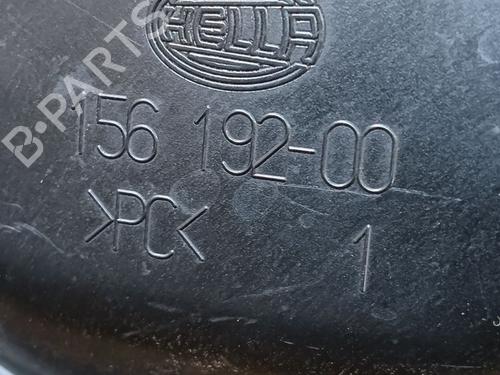 HELLA
B-PARTS
156 192-00
>PC<
1